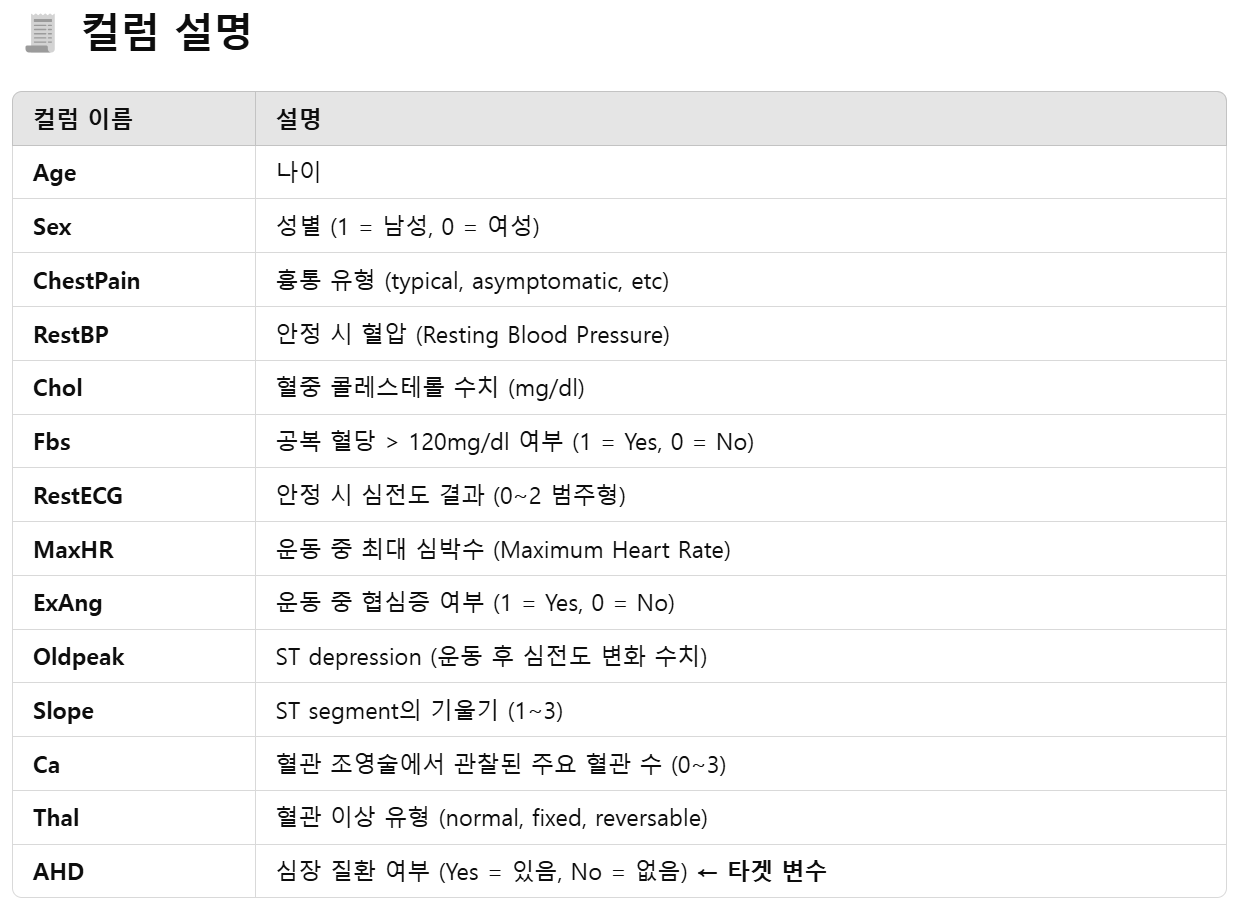 컬럼 설명
컬럼 이름 설명
Age 나이
Sex 성별 (1 = 남성, 0 = 여성)
ChestPain 흉통 유형 (typical, asymptomatic, etc)
RestBP 안정 시 혈압 (Resting Blood Pressure)
Chol 혈중 콜레스테롤 수치 (mg/dl)
Fbs 공복 혈당 > 120mg/dl 여부 (1 = Yes, 0 = No)
RestECG 안정 시 심전도 결과 (0~2 범주형)
MaxHR 운동 중 최대 심박수 (Maximum Heart Rate)
ExAng 운동 중 협심증 여부 (1 = Yes, 0 = No)
Oldpeak ST depression (운동 후 심전도 변화 수치)
Slope ST segment의 기울기 (1~3)
Ca 혈관 조영술에서 관찰된 주요 혈관 수 (0~3)
Thal 혈관 이상 유형 (normal, fixed, reversable)
AHD 심장 질환 여부 (Yes = 있음, No = 없음) ← 타겟 변수